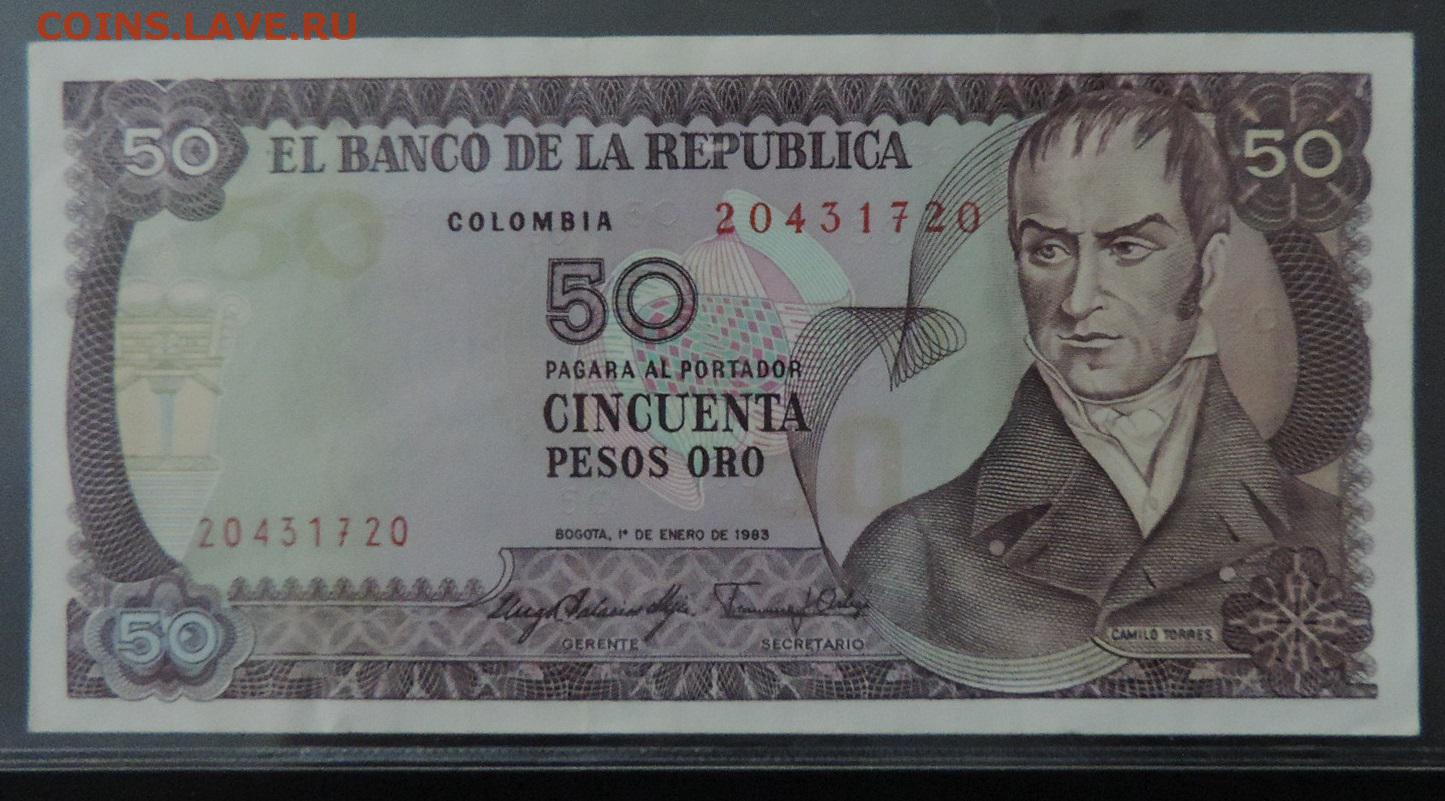 COINS.LAVE.RU
50
EL BANCO DE LA REPUBLICA
50
COLOMBIA
20431720
50
PAGARA AL PORTADOR
CINCUENTA
PESOS ORO
20431720
BOGOTA, 1º DE ENERO DE 1983
50
GERENTE
SECRETARIO
CAMILO TORRES